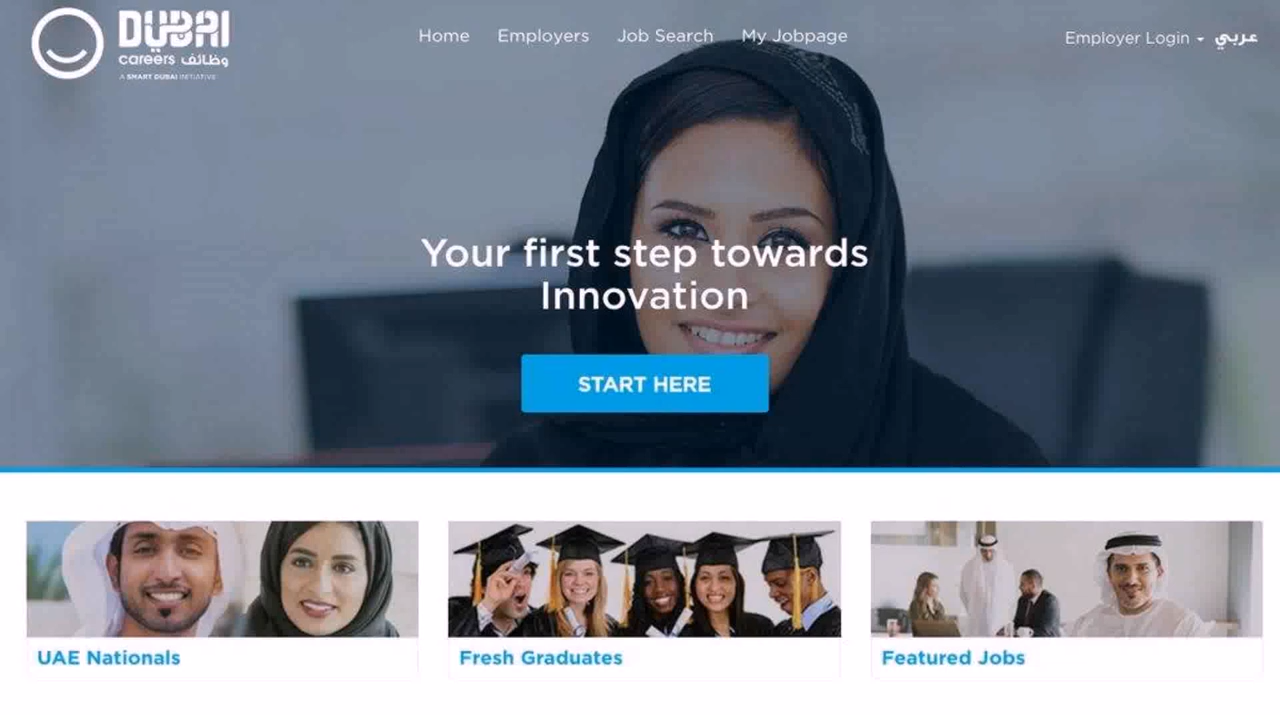 DUBAI
careers وظائف
A SMART DUBAI INITIATIVE
Home Employers Job Search My Jobpage
Employer Login عربي
Your first step towards
Innovation
START HERE
UAE Nationals
Fresh Graduates
Featured Jobs